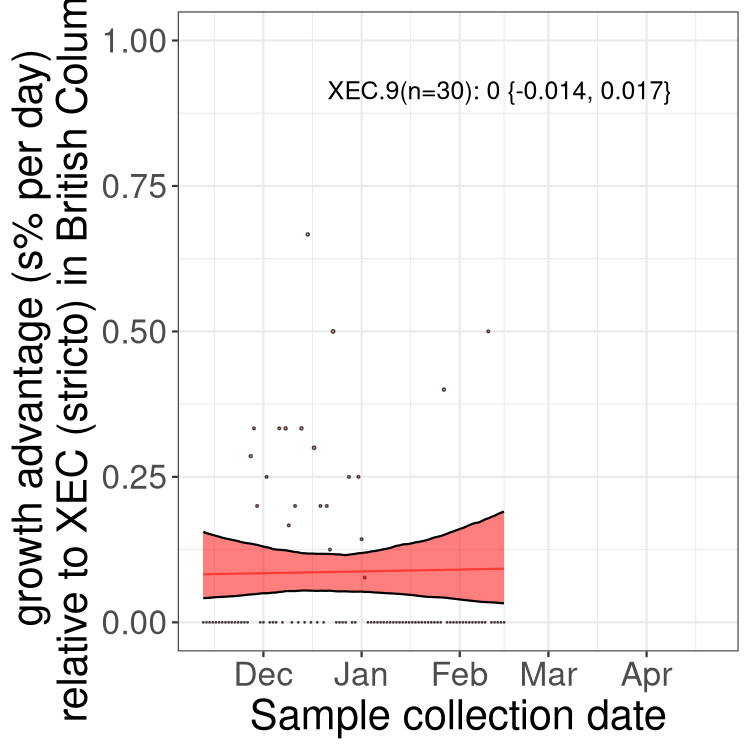 growth advantage (s% per day)
relative to XEC (stricto) in British Colum
1.00
0.75
0.50
0.25
0.00
XEC.9(n=30): 0 {-0.014, 0.017}
Dec Jan Feb Mar Apr
Sample collection date